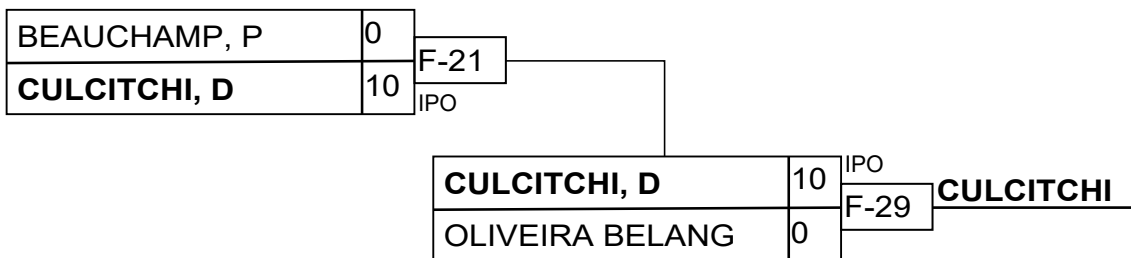 BEAUCHAMP, P 0
F-21
CULCITCHI, D 10
IPO
CULCITCHI, D 10 IPO
F-29 CULCITCHI
OLIVEIRA BELANG 0